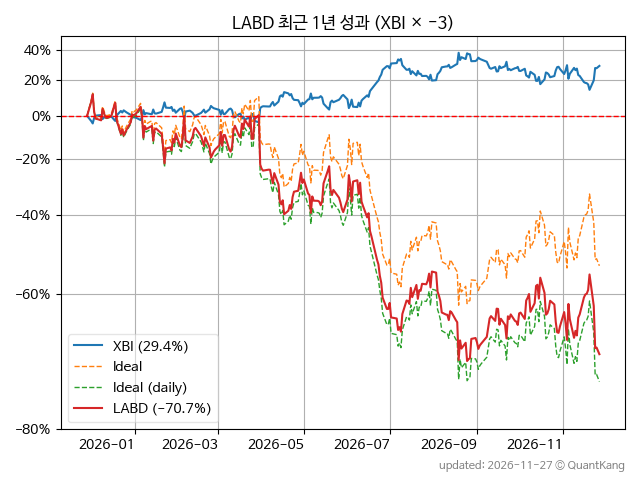 LABD 최근 1년 성과 (XBI × −3)
40%
20%
0%
−20%
−40%
−60%
−80%
XBI (29.4%)
Ideal
Ideal (daily)
LABD (−70.7%)
2026-01
2026-03
2026-05
2026-07
2026-09
2026-11
updated: 2026-11-27 © QuantKang